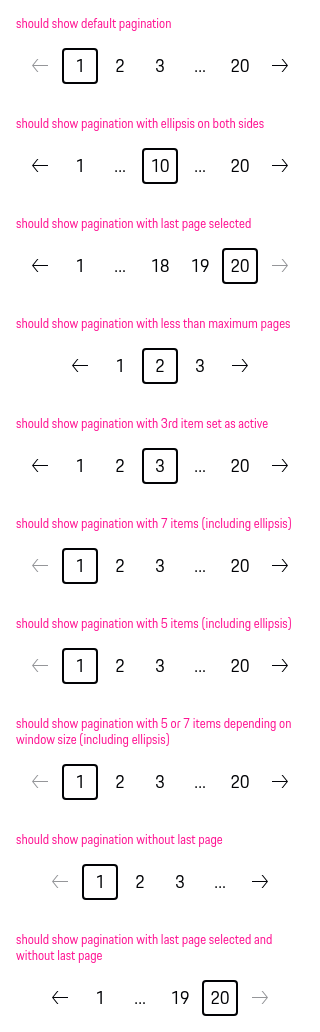 should show default pagination
← 1 2 3 ... 20 →
should show pagination with ellipsis on both sides
← 1 ... 10 ... 20 →
should show pagination with last page selected
← 1 ... 18 19 20 →
should show pagination with less than maximum pages
← 1 2 3 →
should show pagination with 3rd item set as active
← 1 2 3 ... 20 →
should show pagination with 7 items (including ellipsis)
← 1 2 3 ... 20 →
should show pagination with 5 items (including ellipsis)
← 1 2 3 ... 20 →
should show pagination with 5 or 7 items depending on
window size (including ellipsis)
← 1 2 3 ... 20 →
should show pagination without last page
← 1 2 3 ... →
should show pagination with last page selected and
without last page
← 1 ... 19 20 →